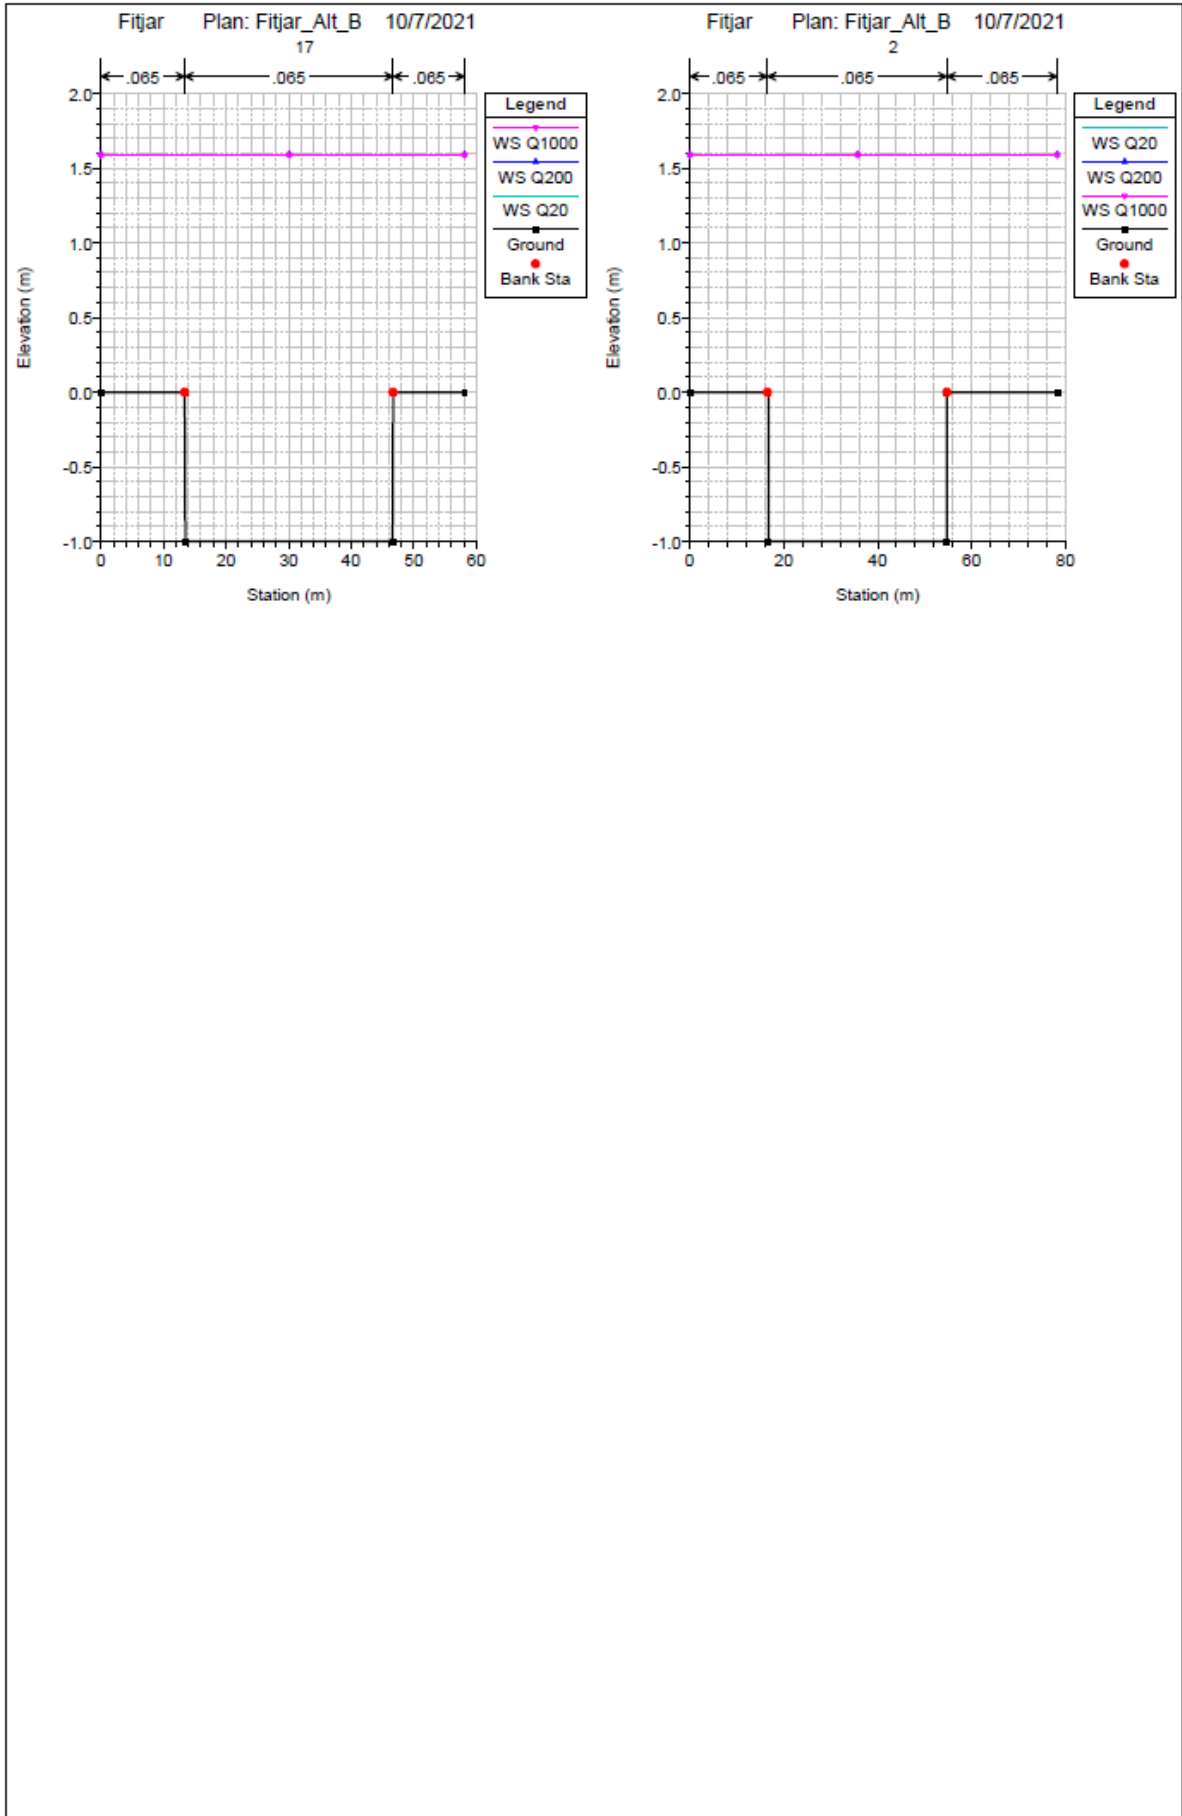 Fitjar Plan: Fitjar_Alt_B 10/7/2021
17
.065 .065 .065
2.0
1.5
1.0
0.5
0.0
-0.5
-1.0
Elevation (m)
0 10 20 30 40 50 60
Station (m)
Legend
WS Q1000
WS Q200
WS Q20
Ground
Bank Sta
Fitjar Plan: Fitjar_Alt_B 10/7/2021
2
.065 .065 .065
2.0
1.5
1.0
0.5
0.0
-0.5
-1.0
Elevation (m)
0 20 40 60 80
Station (m)
Legend
WS Q20
WS Q200
WS Q1000
Ground
Bank Sta